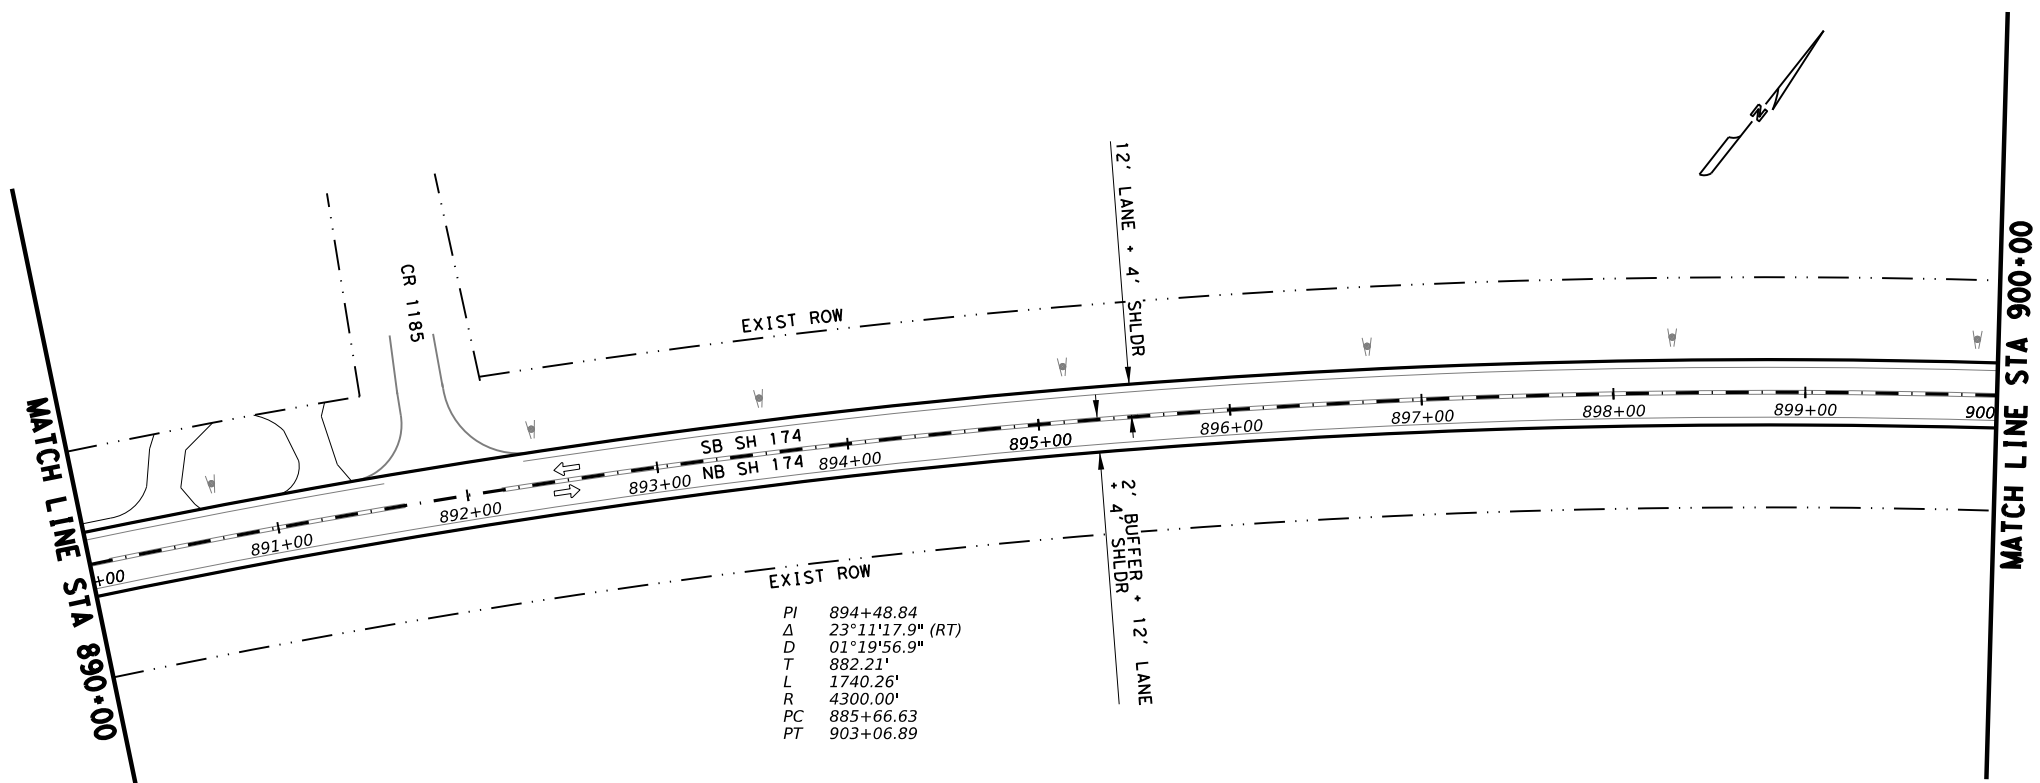 N
12' LANE + 4' SHLDR
CR 1185
EXIST ROW
MATCH LINE STA 890+00
MATCH LINE STA 900+00
SB SH 174
NB SH 174
+00
891+00
892+00
893+00
894+00
895+00
896+00
897+00
898+00
899+00
900
2' BUFFER + 12' LANE
+ 4' SHLDR
EXIST ROW
PI 894+48.84
Δ 23°11'17.9" (RT)
D 01°19'56.9"
T 882.21'
L 1740.26'
R 4300.00'
PC 885+66.63
PT 903+06.89